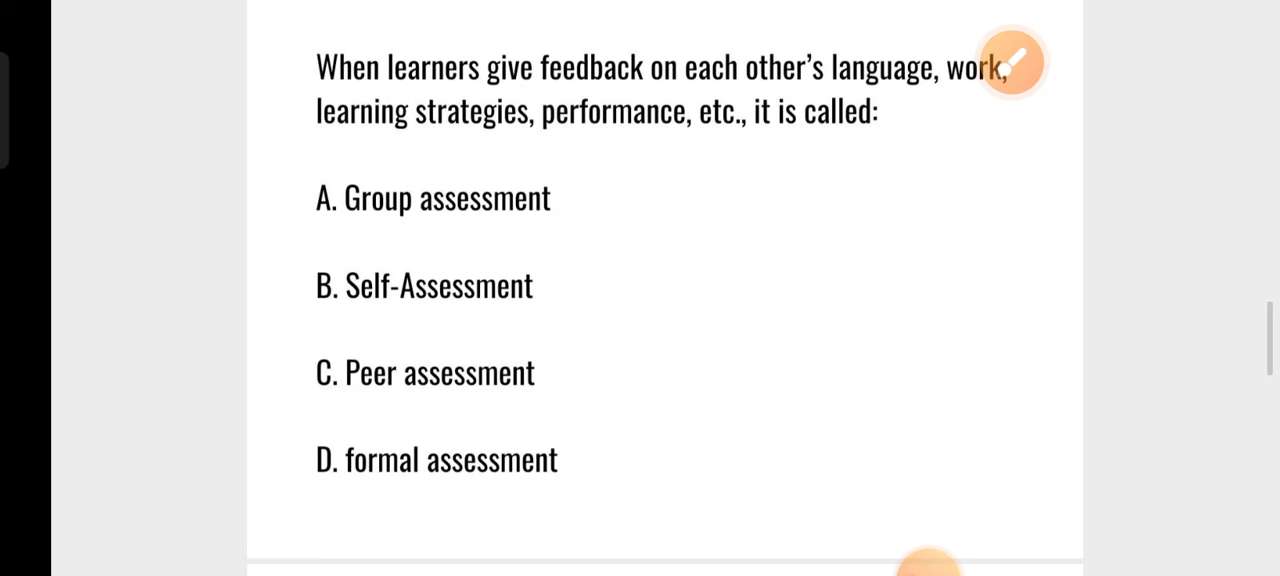 When learners give feedback on each other’s language, work,
learning strategies, performance, etc., it is called:
A. Group assessment
B. Self-Assessment
C. Peer assessment
D. formal assessment